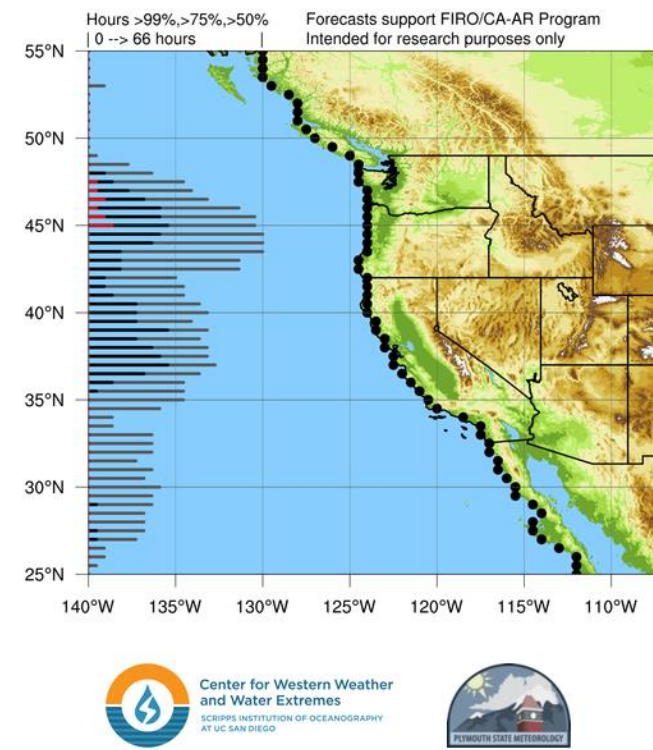 Hours >99%,>75%,>50%
Forecasts support FIRO/CA-AR Program
| 0 --> 66 hours |
Intended for research purposes only
55°N
50°N
45°N
40°N
35°N
30°N
25°N
140°W 135°W 130°W 125°W 120°W 115°W 110°W
Center for Western Weather
and Water Extremes
SCRIPPS INSTITUTION OF OCEANOGRAPHY
AT UC SAN DIEGO
PLYMOUTH STATE METEOROLOGY